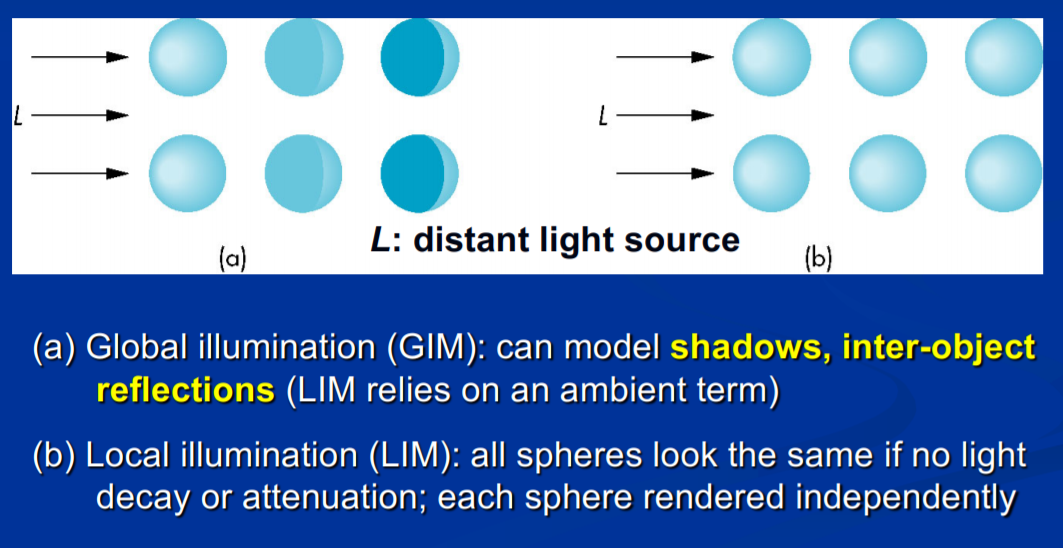 L
L
L: distant light source
(a)
(b)
(a) Global illumination (GIM): can model shadows, inter-object
reflections (LIM relies on an ambient term)
(b) Local illumination (LIM): all spheres look the same if no light
decay or attenuation; each sphere rendered independently